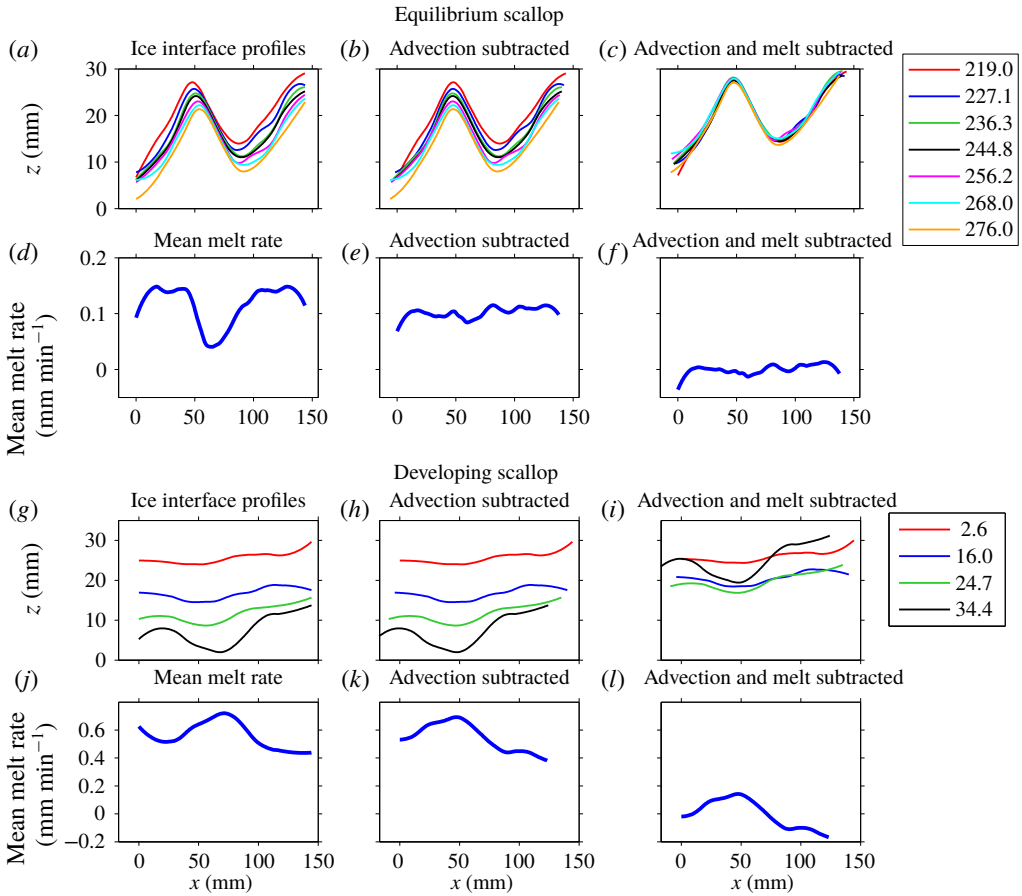 Equilibrium scallop
(a) Ice interface profiles
(b) Advection subtracted
(c) Advection and melt subtracted
30
20
10
0
z (mm)
219.0
227.1
236.3
244.8
256.2
268.0
276.0
(d) Mean melt rate
(e) Advection subtracted
(f) Advection and melt subtracted
0.2
0.1
0
Mean melt rate
(mm min−1)
0 50 100 150
0 50 100 150
0 50 100 150
Developing scallop
(g) Ice interface profiles
(h) Advection subtracted
(i) Advection and melt subtracted
30
20
10
0
z (mm)
2.6
16.0
24.7
34.4
(j) Mean melt rate
(k) Advection subtracted
(l) Advection and melt subtracted
0.6
0.4
0.2
0
−0.2
Mean melt rate
(mm min−1)
0 50 100 150
0 50 100 150
0 50 100 150
x (mm)
x (mm)
x (mm)